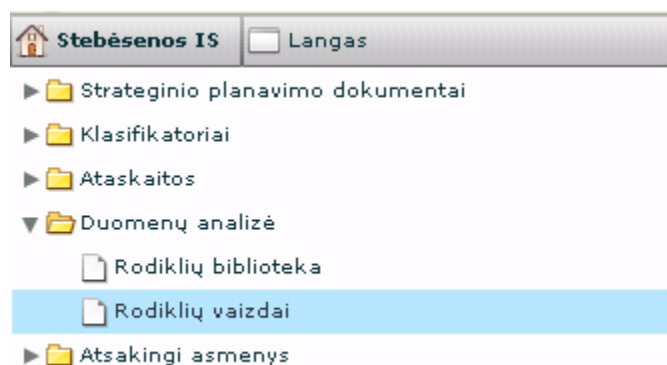 Stebėsenos IS Langas
Strateginio planavimo dokumentai
Klasifikatoriai
Ataskaitos
Duomenų analizė
Rodiklių biblioteka
Rodiklių vaizdai
Atsakingi asmenys